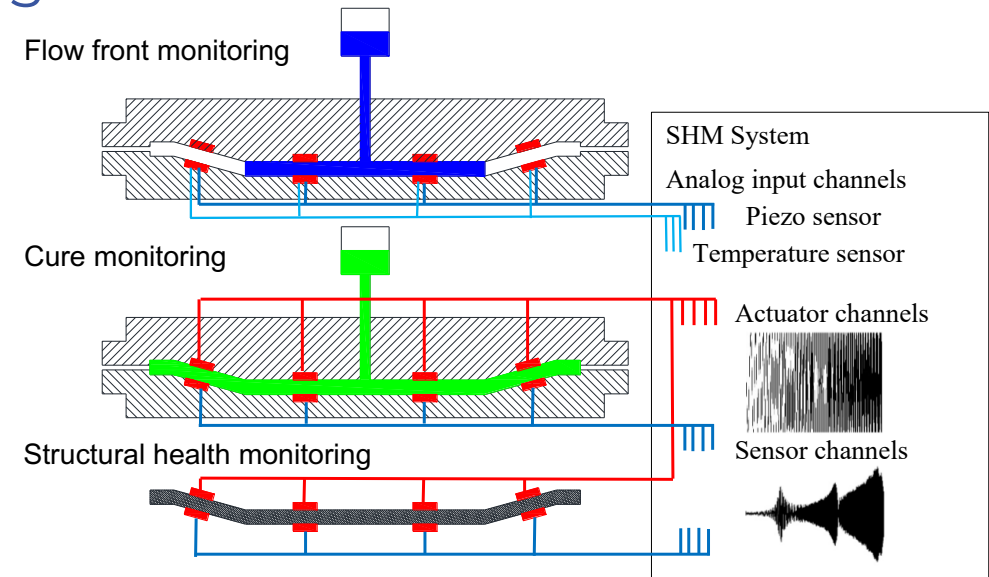 Flow front monitoring
SHM System
Analog input channels
Piezo sensor
Temperature sensor
Cure monitoring
Actuator channels
Structural health monitoring
Sensor channels